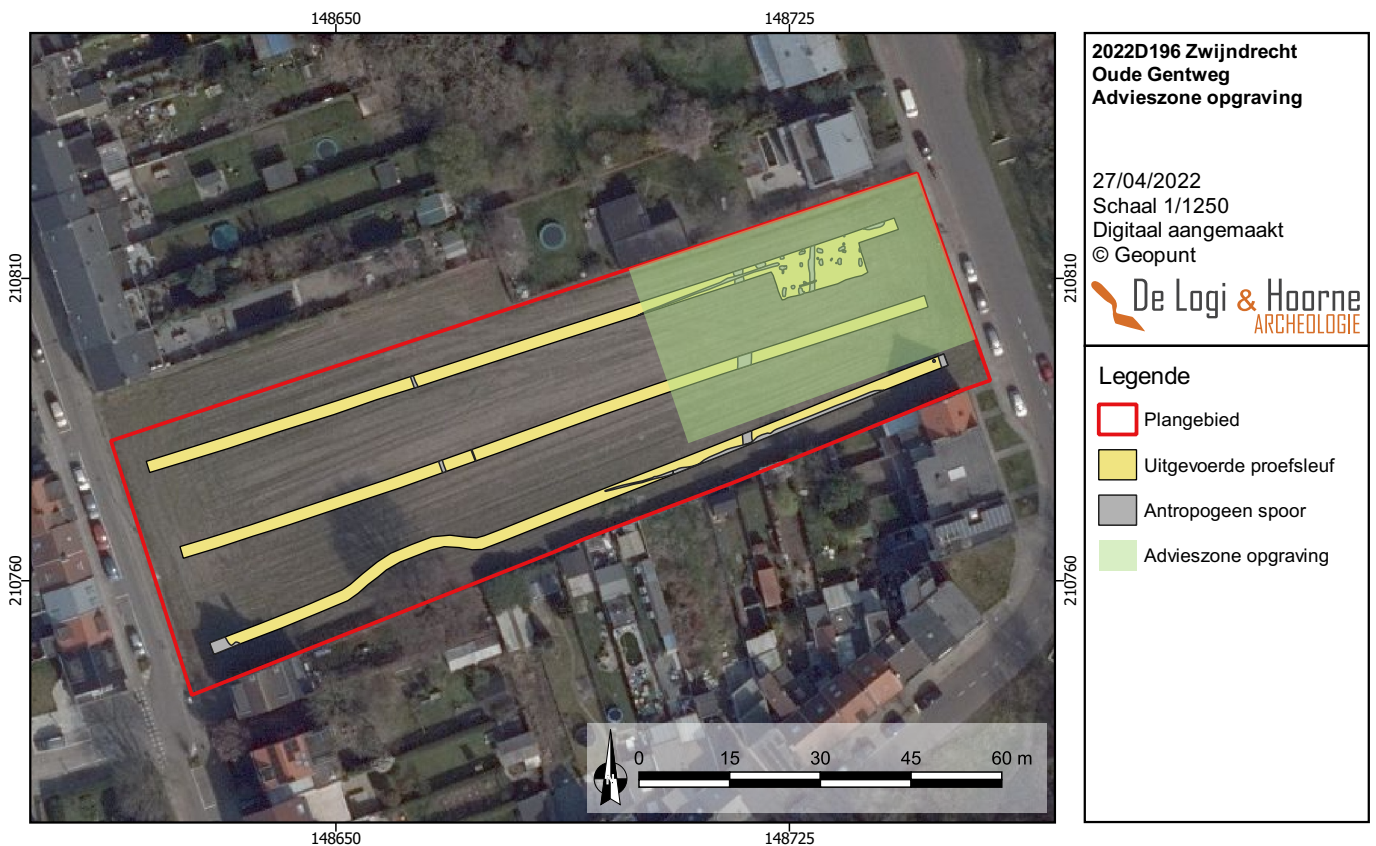 148650
148725
210810
210810
210760
210760
148650
148725
N
0 15 30 45 60 m
2022D196 Zwijndrecht
Oude Gentweg
Advieszone opgraving
27/04/2022
Schaal 1/1250
Digitaal aangemaakt
© Geopunt
De Logi & Hoorne
ARCHEOLOGIE
Legende
Plangebied
Uitgevoerde proefsleuf
Antropogeen spoor
Advieszone opgraving